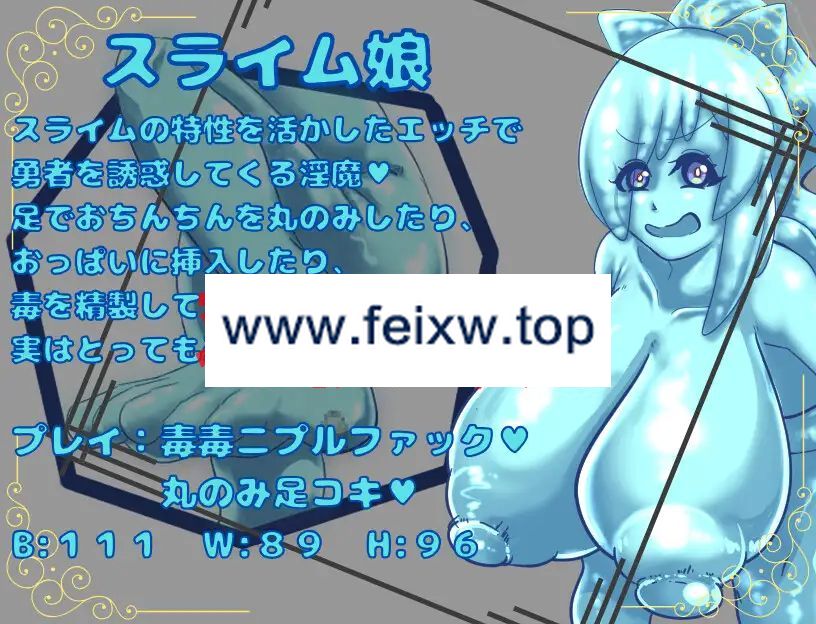 スライム娘
スライムの特性を活かしたエッチで
勇者を誘惑してくる淫魔♥
足でおちんちんを丸のみしたり、
おっぱいに挿入したり、
毒を精製して
実はとっても
www.feixw.top
プレイ：毒毒ニプルファック♥
丸のみ足コキ♥
B:111 W:89 H:96